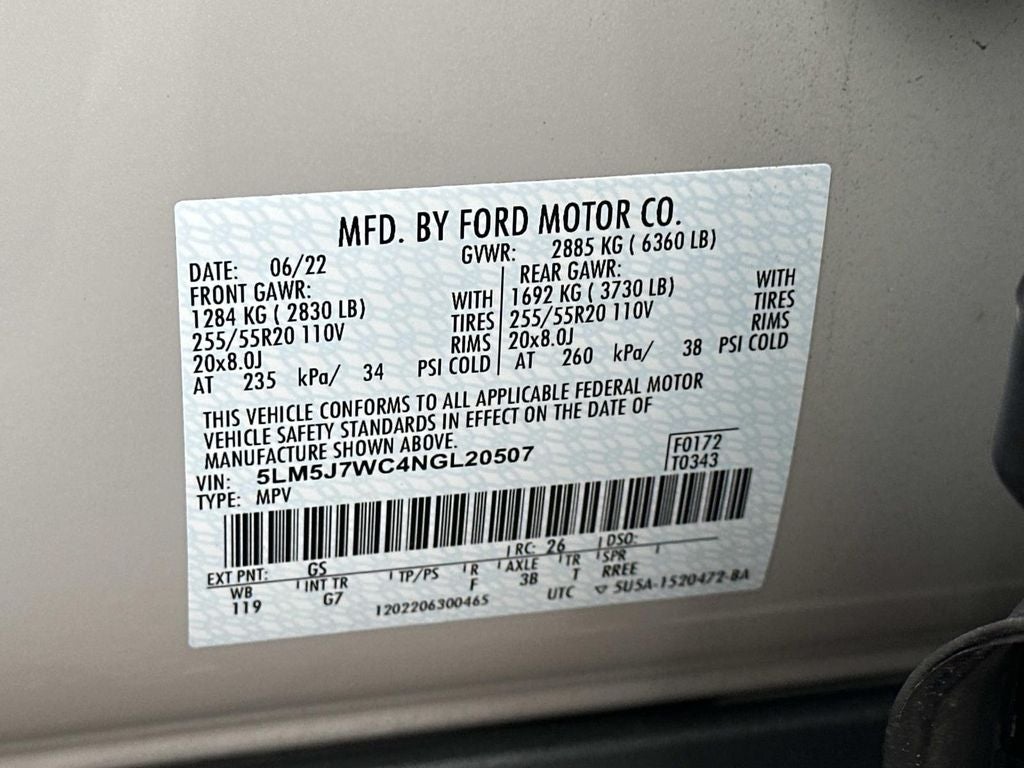 MFD. BY FORD MOTOR CO.
DATE: 06/22 GVWR: 2885 KG ( 6360 LB)
FRONT GAWR: REAR GAWR:
1284 KG ( 2830 LB) WITH 1692 KG ( 3730 LB) WITH
255/55R20 110V TIRES 255/55R20 110V TIRES
20x8.0J RIMS 20x8.0J RIMS
AT 235 kPa/ 34 PSI COLD AT 260 kPa/ 38 PSI COLD
THIS VEHICLE CONFORMS TO ALL APPLICABLE FEDERAL MOTOR
VEHICLE SAFETY STANDARDS IN EFFECT ON THE DATE OF
MANUFACTURE SHOWN ABOVE.
VIN: 5LM5J7WC4NGL20507 F0172
TYPE: MPV T0343
EXT PNT: GS RC: 26 DSO:
WB INT TR TP/PS R AXLE TR SPR
119 G7 F 3B T RREE
1202206300465 UTC ▽ 5U5A-1520472-BA